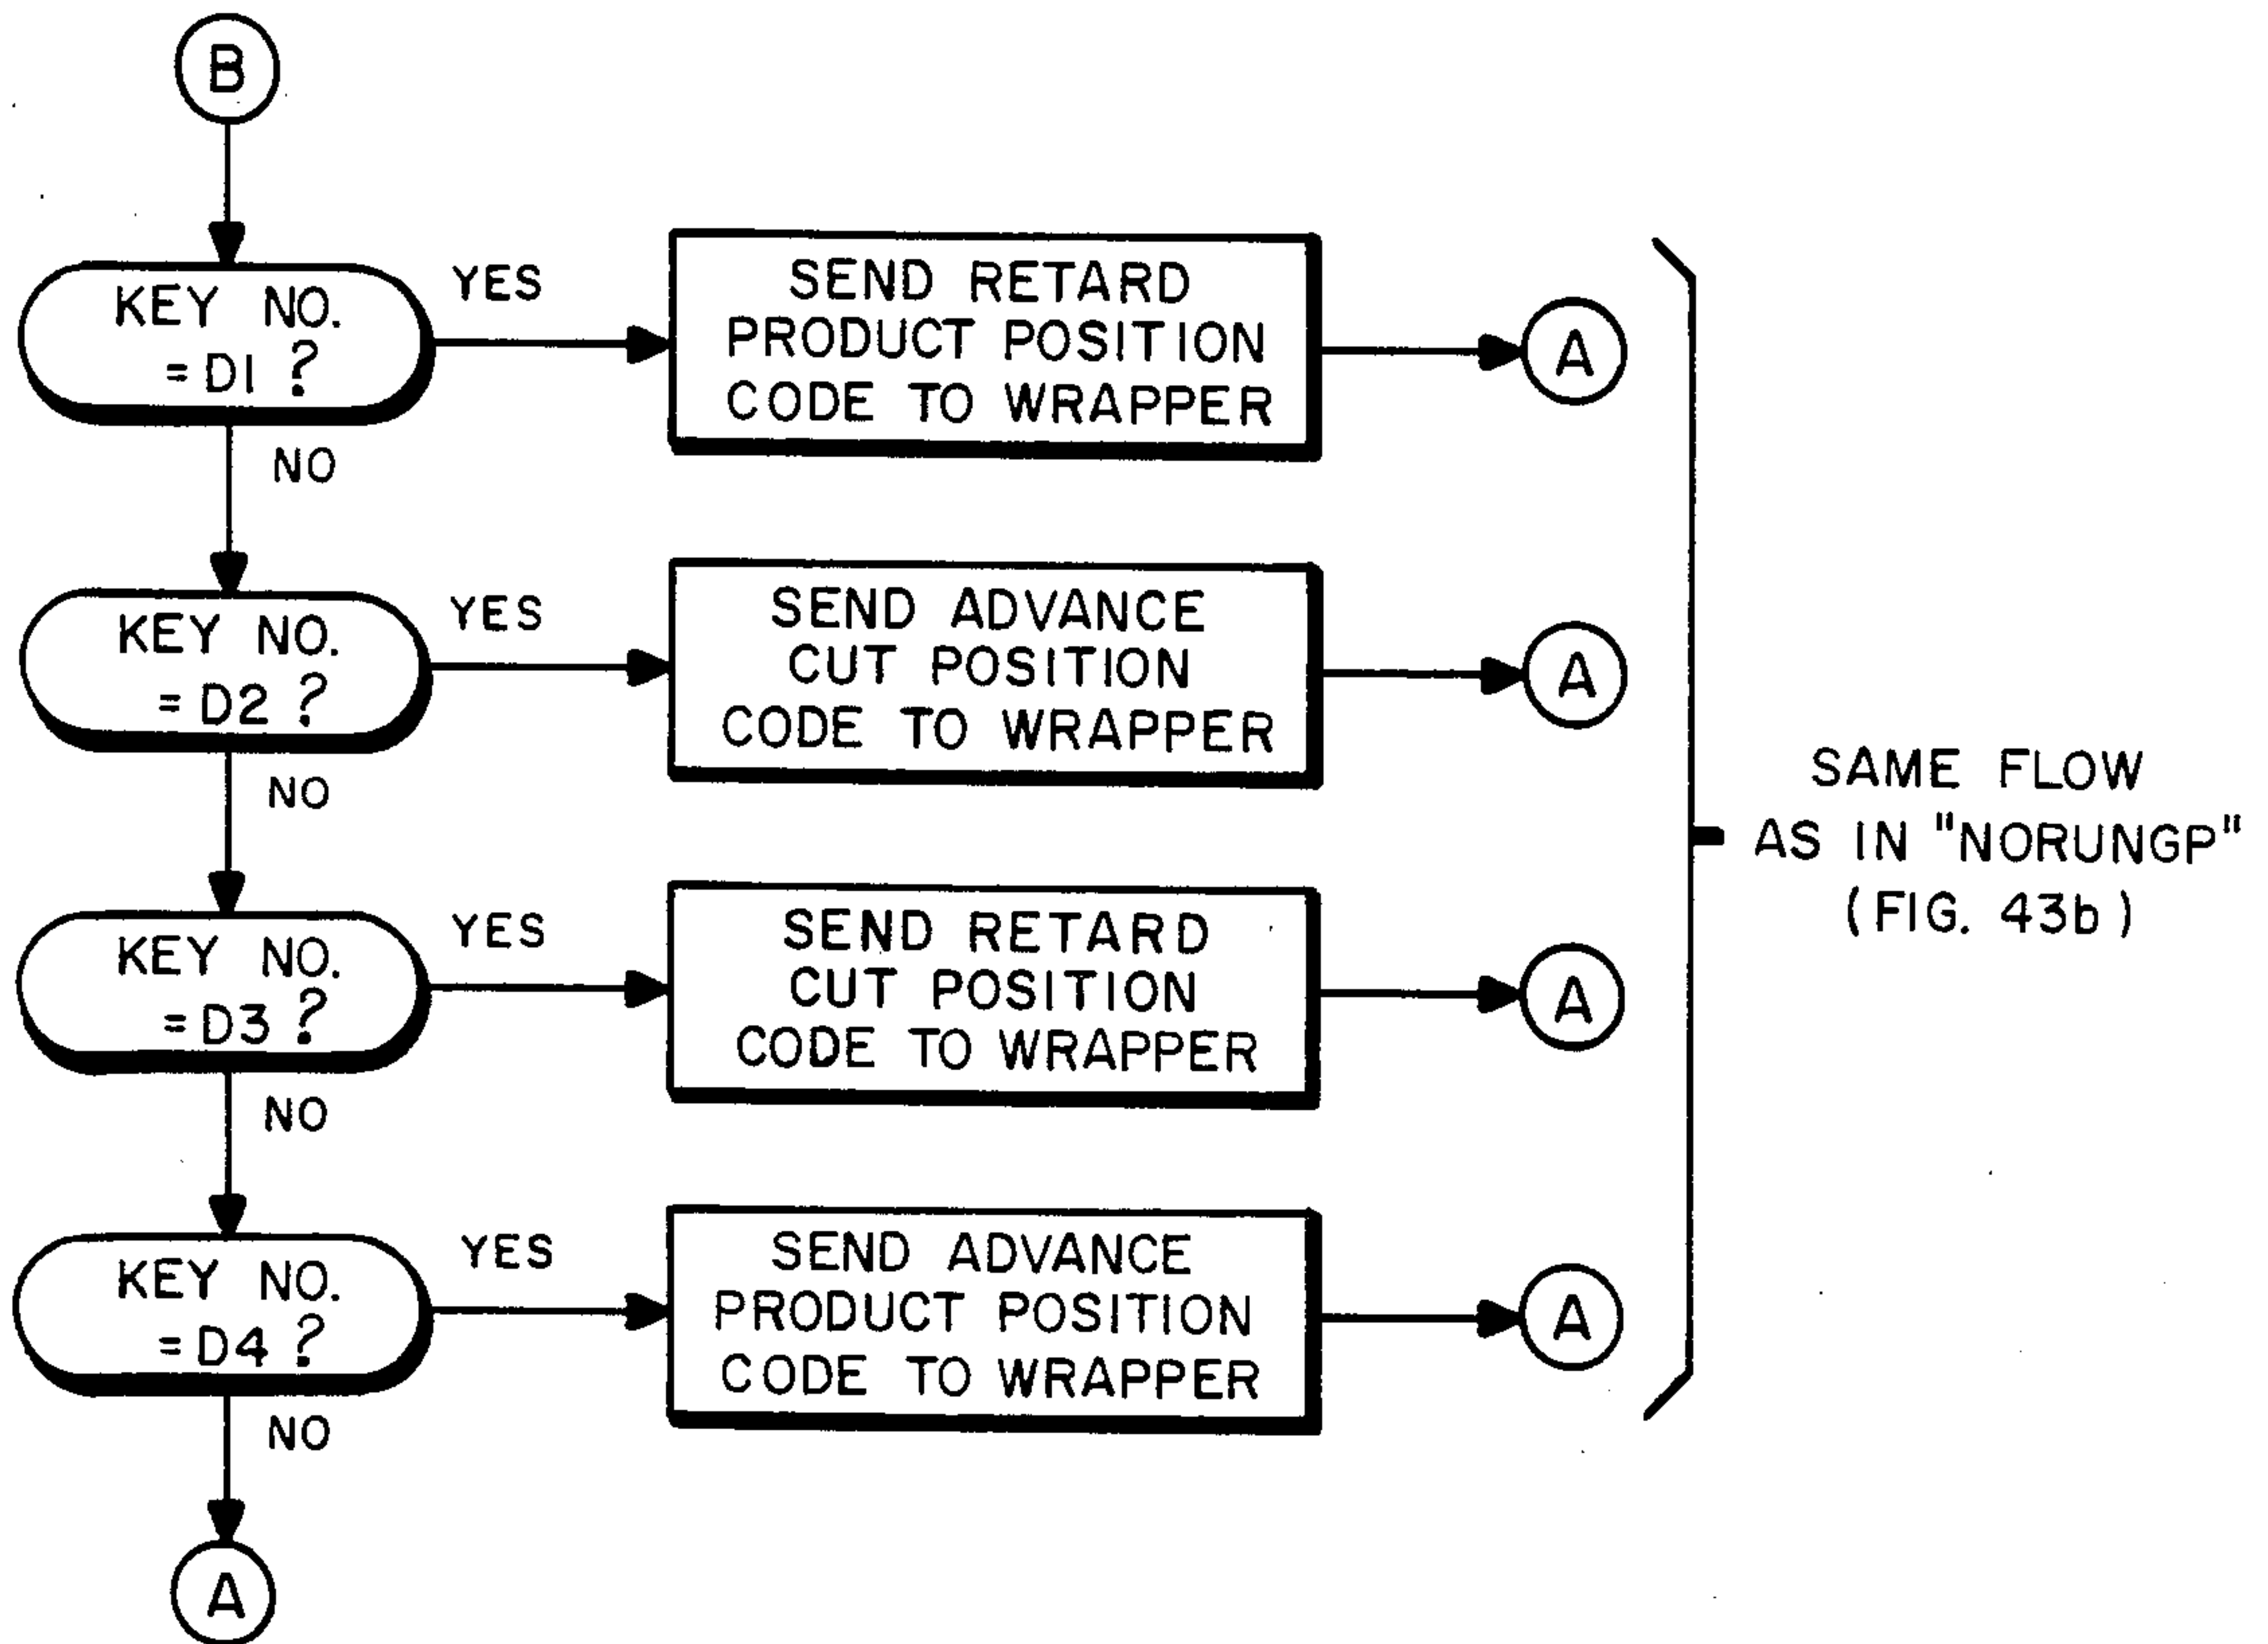 B
KEY NO.
=D1 ?
YES
SEND RETARD
PRODUCT POSITION
CODE TO WRAPPER
A
NO
KEY NO.
=D2 ?
YES
SEND ADVANCE
CUT POSITION
CODE TO WRAPPER
A
NO
KEY NO.
=D3 ?
YES
SEND RETARD
CUT POSITION
CODE TO WRAPPER
A
NO
KEY NO.
=D4 ?
YES
SEND ADVANCE
PRODUCT POSITION
CODE TO WRAPPER
A
NO
A
SAME FLOW
AS IN "NORUNGP"
(FIG. 43b)